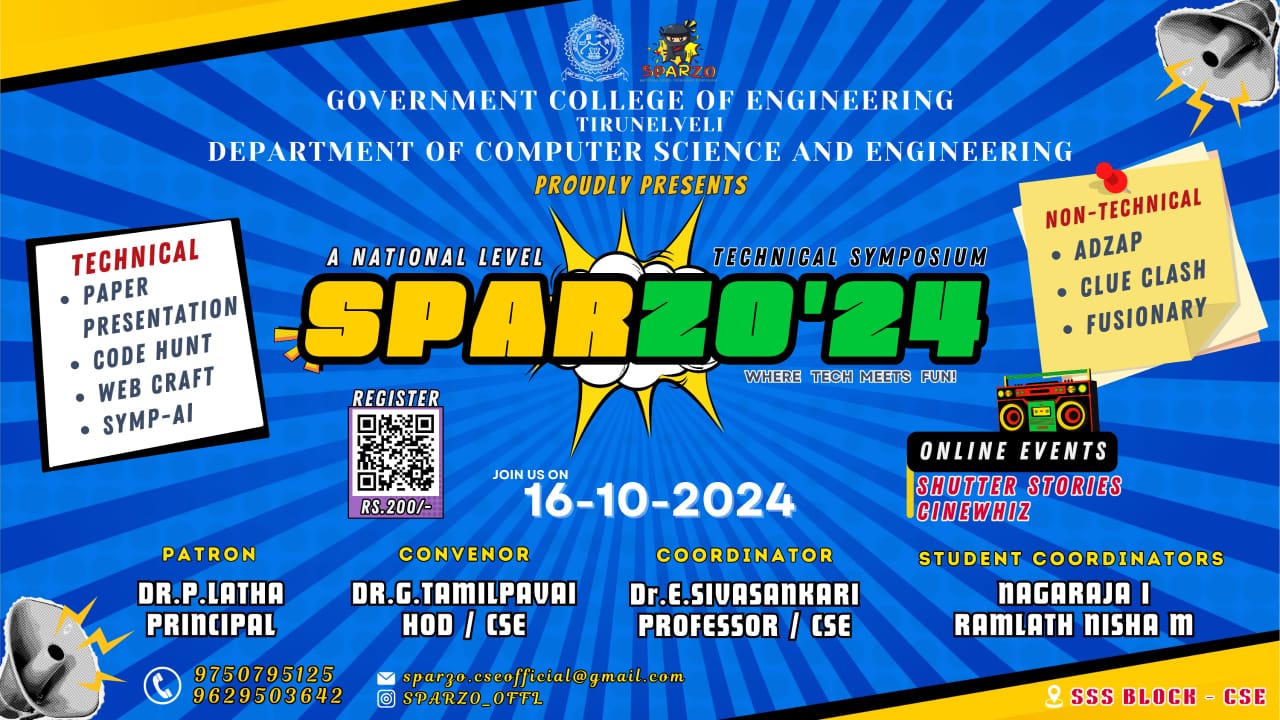 SPARZO
GOVERNMENT COLLEGE OF ENGINEERING
TIRUNELVELI
DEPARTMENT OF COMPUTER SCIENCE AND ENGINEERING
PROUDLY PRESENTS
A NATIONAL LEVEL TECHNICAL SYMPOSIUM
SPARZO'24
WHERE TECH MEETS FUN!
TECHNICAL
• PAPER
PRESENTATION
• CODE HUNT
• WEB CRAFT
• SYMP-AI
NON-TECHNICAL
• ADZAP
• CLUE CLASH
• FUSIONARY
REGISTER
RS.200/-
JOIN US ON
16-10-2024
ONLINE EVENTS
SHUTTER STORIES
CINEWHIZ
PATRON
DR.P.LATHA
PRINCIPAL
CONVENOR
DR.G.TAMILPAVAI
HOD / CSE
COORDINATOR
Dr.E.SIVASANKARI
PROFESSOR / CSE
STUDENT COORDINATORS
NAGARAJA I
RAMLATH NISHA M
9750795125
9629503642
sparzo.cseofficial@gmail.com
SPARZO_OFFL
SSS BLOCK - CSE